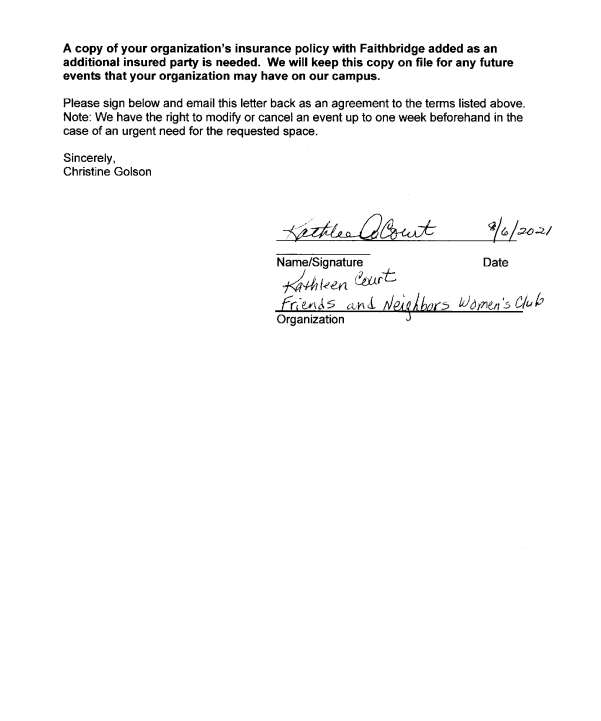 A copy of your organization's insurance policy with Faithbridge added as an
additional insured party is needed. We will keep this copy on file for any future
events that your organization may have on our campus.
Please sign below and email this letter back as an agreement to the terms listed above.
Note: We have the right to modify or cancel an event up to one week beforehand in the
case of an urgent need for the requested space.
Sincerely,
Christine Golson
Kathlee Court 8/6/2021
Name/Signature Date
Kathleen Court
Friends and Neighbors Women's Club
Organization